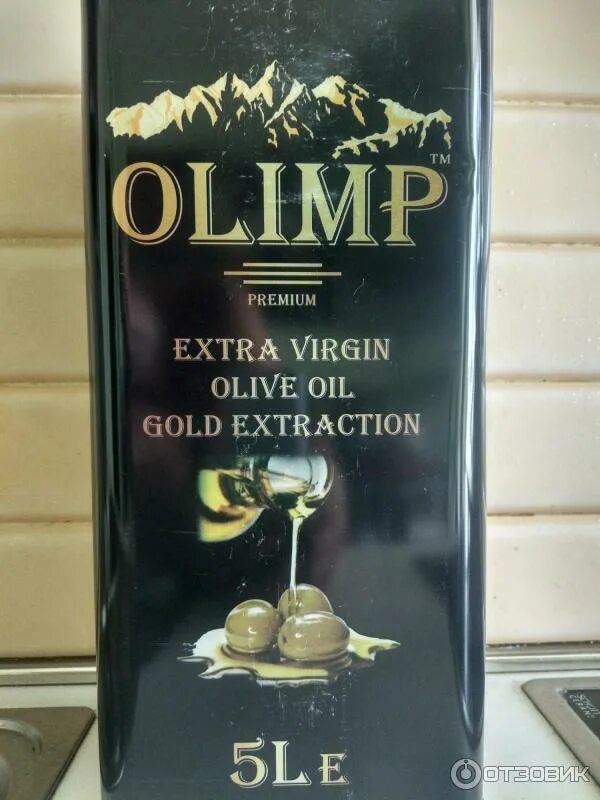 OLIMP™
PREMIUM
EXTRA VIRGIN
OLIVE OIL
GOLD EXTRACTION
5L E
ОТЗОВИК